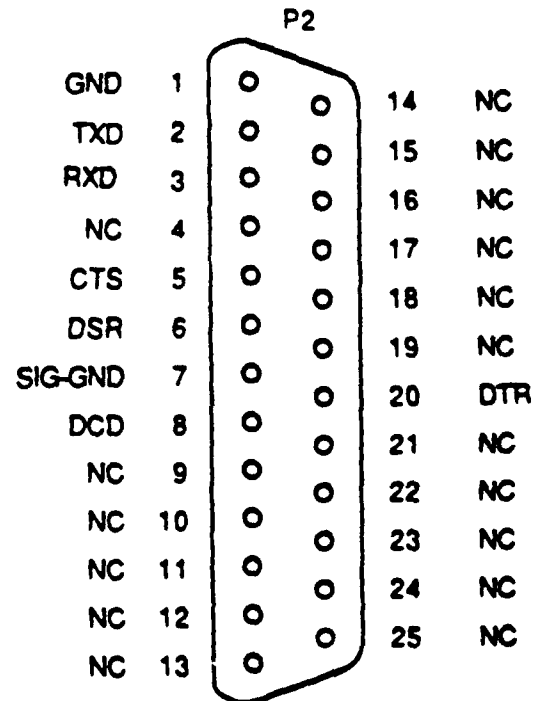 P2
GND 1
14 NC
TXD 2
15 NC
RXD 3
16 NC
NC 4
17 NC
CTS 5
18 NC
DSR 6
19 NC
SIG-GND 7
20 DTR
DCD 8
21 NC
NC 9
22 NC
NC 10
23 NC
NC 11
24 NC
NC 12
25 NC
NC 13